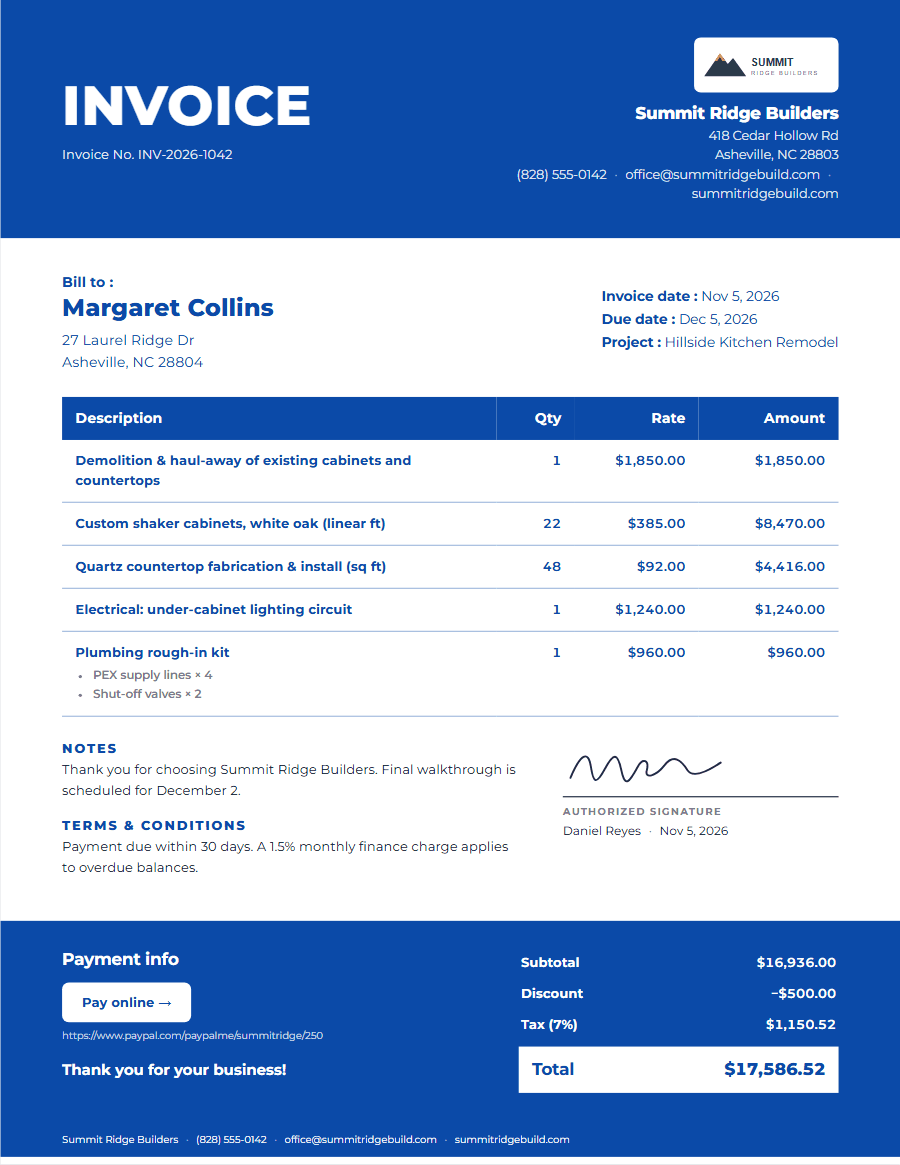 SUMMIT
RIDGE BUILDERS
INVOICE
Invoice No. INV-2026-1042
Summit Ridge Builders
418 Cedar Hollow Rd
Asheville, NC 28803
(828) 555-0142 · office@summitridgebuild.com ·
summitridgebuild.com
Bill to :
Margaret Collins
27 Laurel Ridge Dr
Asheville, NC 28804
Invoice date : Nov 5, 2026
Due date : Dec 5, 2026
Project : Hillside Kitchen Remodel
Description Qty Rate Amount
Demolition & haul-away of existing cabinets and 1 $1,850.00 $1,850.00
countertops
Custom shaker cabinets, white oak (linear ft) 22 $385.00 $8,470.00
Quartz countertop fabrication & install (sq ft) 48 $92.00 $4,416.00
Electrical: under-cabinet lighting circuit 1 $1,240.00 $1,240.00
Plumbing rough-in kit 1 $960.00 $960.00
• PEX supply lines × 4
• Shut-off valves × 2
NOTES
Thank you for choosing Summit Ridge Builders. Final walkthrough is
scheduled for December 2.
TERMS & CONDITIONS
Payment due within 30 days. A 1.5% monthly finance charge applies
to overdue balances.
AUTHORIZED SIGNATURE
Daniel Reyes · Nov 5, 2026
Payment info
Pay online →
https://www.paypal.com/paypalme/summitridge/250
Thank you for your business!
Subtotal $16,936.00
Discount −$500.00
Tax (7%) $1,150.52
Total $17,586.52
Summit Ridge Builders · (828) 555-0142 · office@summitridgebuild.com · summitridgebuild.com